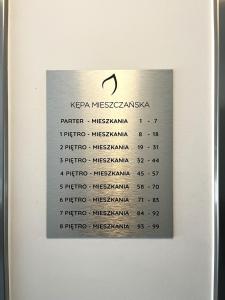 KĘPA MIESZCZAŃSKA
PARTER - MIESZKANIA 1 - 7
1 PIĘTRO - MIESZKANIA 8 - 18
2 PIĘTRO - MIESZKANIA 19 - 31
3 PIĘTRO - MIESZKANIA 32 - 44
4 PIĘTRO - MIESZKANIA 45 - 57
5 PIĘTRO - MIESZKANIA 58 - 70
6 PIĘTRO - MIESZKANIA 71 - 83
7 PIĘTRO - MIESZKANIA 84 - 92
8 PIĘTRO - MIESZKANIA 93 - 99